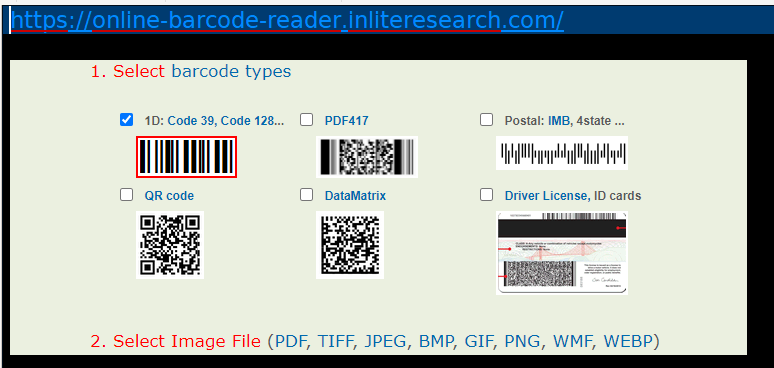 https://online-barcode-reader.inliteresearch.com/
1. Select barcode types
1D: Code 39, Code 128... PDF417 Postal: IMB, 4state ...
QR code DataMatrix Driver License, ID cards
2. Select Image File (PDF, TIFF, JPEG, BMP, GIF, PNG, WMF, WEBP)